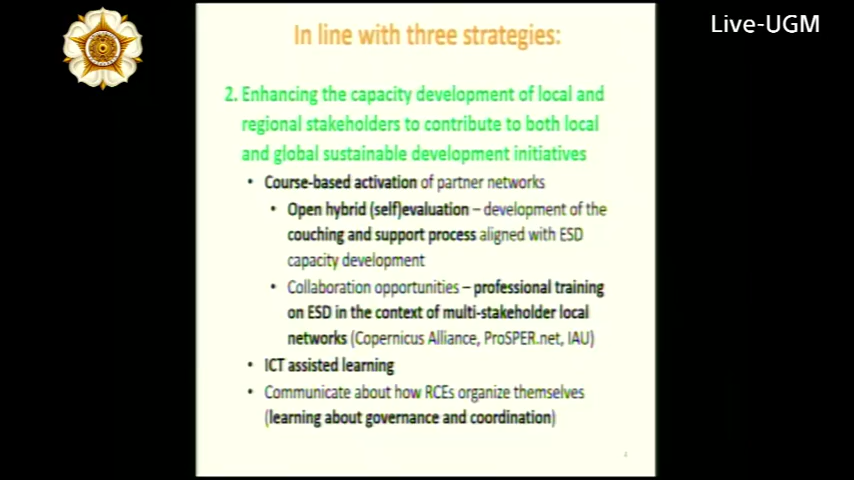 Live-UGM
In line with three strategies:
2. Enhancing the capacity development of local and
regional stakeholders to contribute to both local
and global sustainable development initiatives
• Course-based activation of partner networks
• Open hybrid (self)evaluation – development of the
couching and support process aligned with ESD
capacity development
• Collaboration opportunities – professional training
on ESD in the context of multi-stakeholder local
networks (Copernicus Alliance, ProSPER.net, IAU)
• ICT assisted learning
• Communicate about how RCEs organize themselves
(learning about governance and coordination)
4